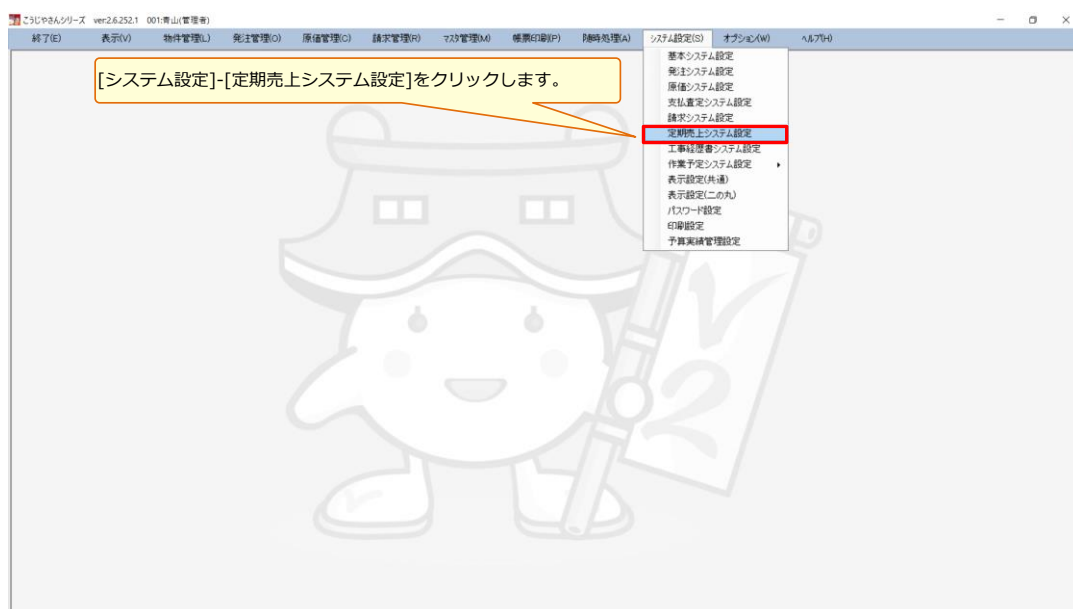 こうじやさんシリーズ ver:2.6.252.1 001:青山(管理者)
終了(E) 表示(V) 物件管理(L) 発注管理(O) 原価管理(C) 請求管理(R) マスタ管理(M) 帳票印刷(P) 随時処理(A) システム設定(S) オプション(W) ヘルプ(H)
[システム設定]-[定期売上システム設定]をクリックします。
基本システム設定
発注システム設定
原価システム設定
支払査定システム設定
請求システム設定
定期売上システム設定
工事経歴書システム設定
作業予定システム設定
表示設定(共通)
表示設定(二の丸)
パスワード設定
印刷設定
予算実績管理設定
V2